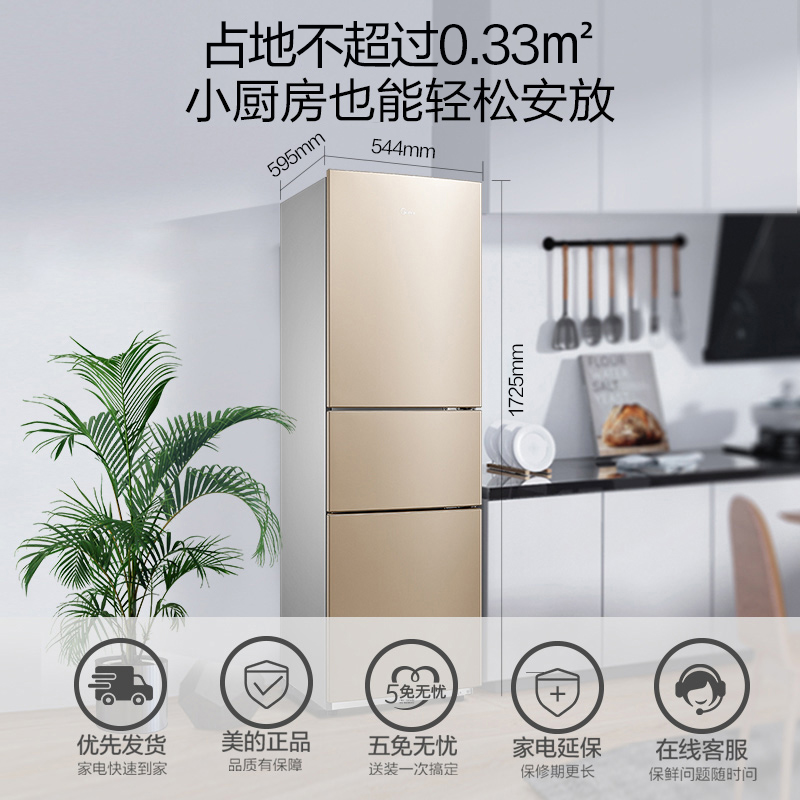 占地不超过0.33㎡
小厨房也能轻松安放
595mm
544mm
1725mm
FLOUR
SALT
5免无忧
优先发货
家电快速到家
美的正品
品质有保障
五免无忧
送装一次搞定
家电延保
保修期更长
在线客服
保鲜问题随时问